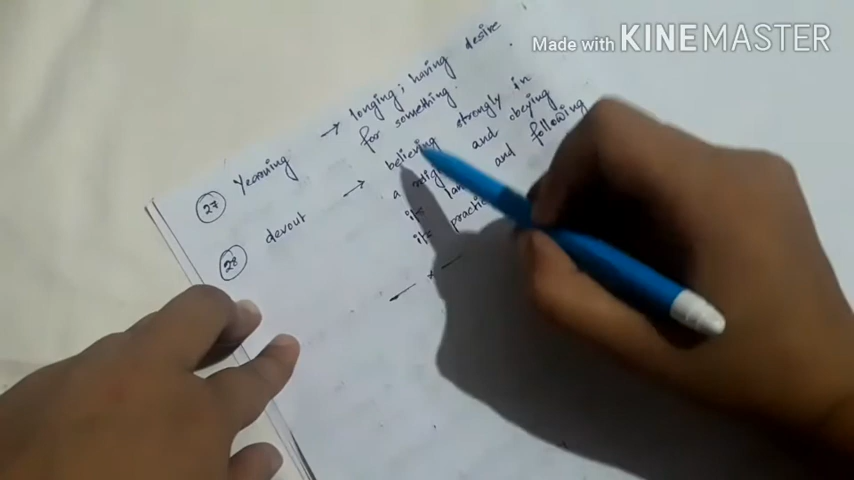 Made with KINEMASTER
27 Yearning → longing; having desire
for something.
28 devout → believing strongly in
a and obeying
its and following
its